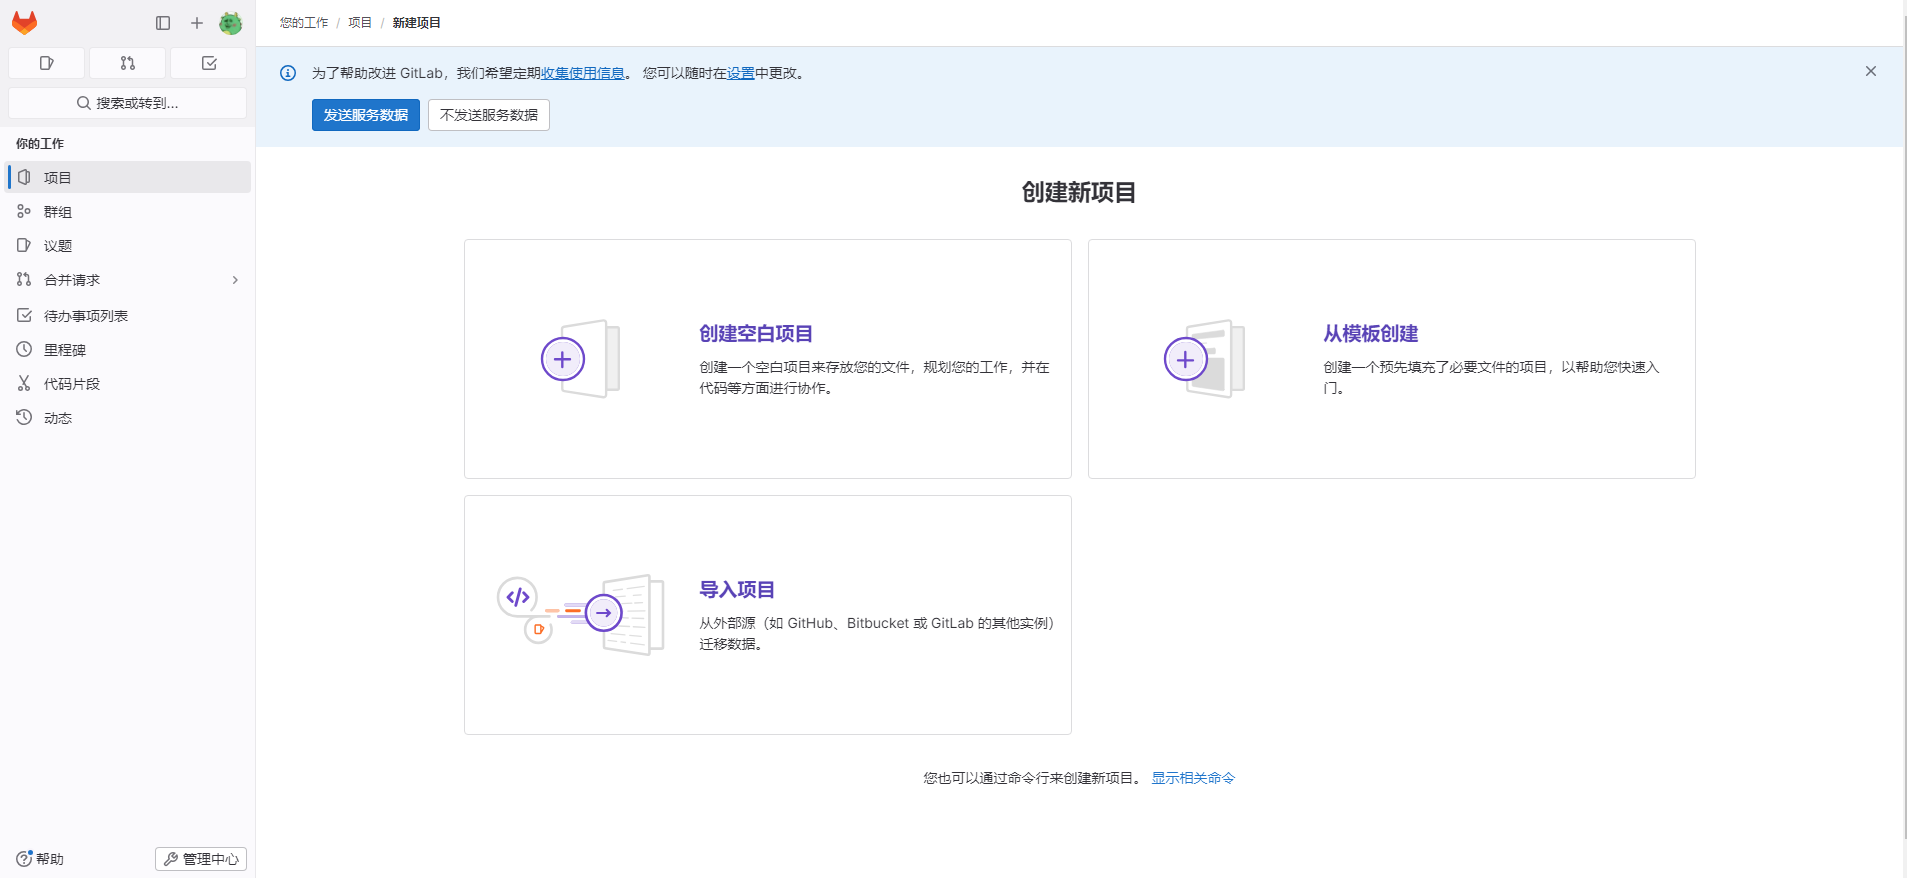 您的工作 / 项目 / 新建项目
为了帮助改进 GitLab，我们希望定期收集使用信息。 您可以随时在设置中更改。
发送服务数据 不发送服务数据
搜索或转到...
你的工作
项目
群组
议题
合并请求
待办事项列表
里程碑
代码片段
动态
帮助
管理中心
创建新项目
创建空白项目
创建一个空白项目来存放您的文件，规划您的工作，并在
代码等方面进行协作。
从模板创建
创建一个预先填充了必要文件的项目，以帮助您快速入
门。
导入项目
从外部源（如 GitHub、Bitbucket 或 GitLab 的其他实例）
迁移数据。
您也可以通过命令行来创建新项目。 显示相关命令